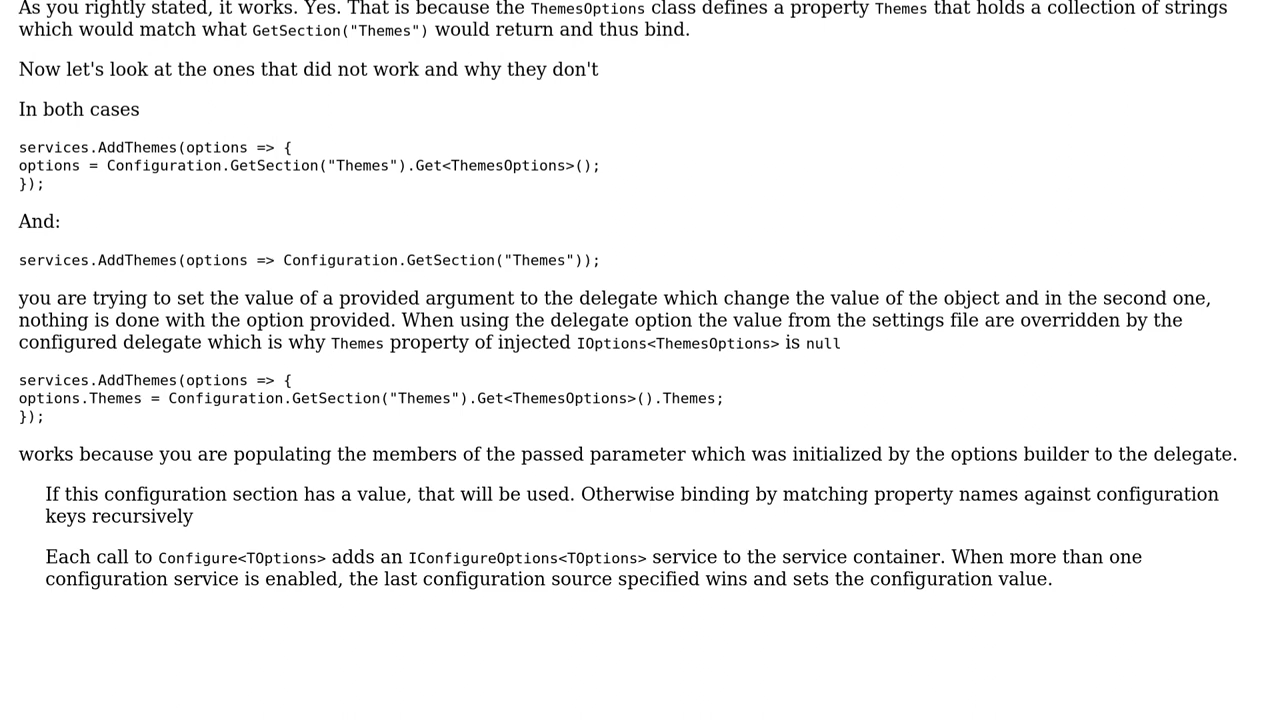 As you rightly stated, it works. Yes. That is because the ThemesOptions class defines a property Themes that holds a collection of strings
which would match what GetSection("Themes") would return and thus bind.
Now let's look at the ones that did not work and why they don't
In both cases
services.AddThemes(options => {
options = Configuration.GetSection("Themes").Get<ThemesOptions>();
});
And:
services.AddThemes(options => Configuration.GetSection("Themes"));
you are trying to set the value of a provided argument to the delegate which change the value of the object and in the second one,
nothing is done with the option provided. When using the delegate option the value from the settings file are overridden by the
configured delegate which is why Themes property of injected IOptions<ThemesOptions> is null
services.AddThemes(options => {
options.Themes = Configuration.GetSection("Themes").Get<ThemesOptions>().Themes;
});
works because you are populating the members of the passed parameter which was initialized by the options builder to the delegate.
If this configuration section has a value, that will be used. Otherwise binding by matching property names against configuration
keys recursively
Each call to Configure<TOptions> adds an IConfigureOptions<TOptions> service to the service container. When more than one
configuration service is enabled, the last configuration source specified wins and sets the configuration value.